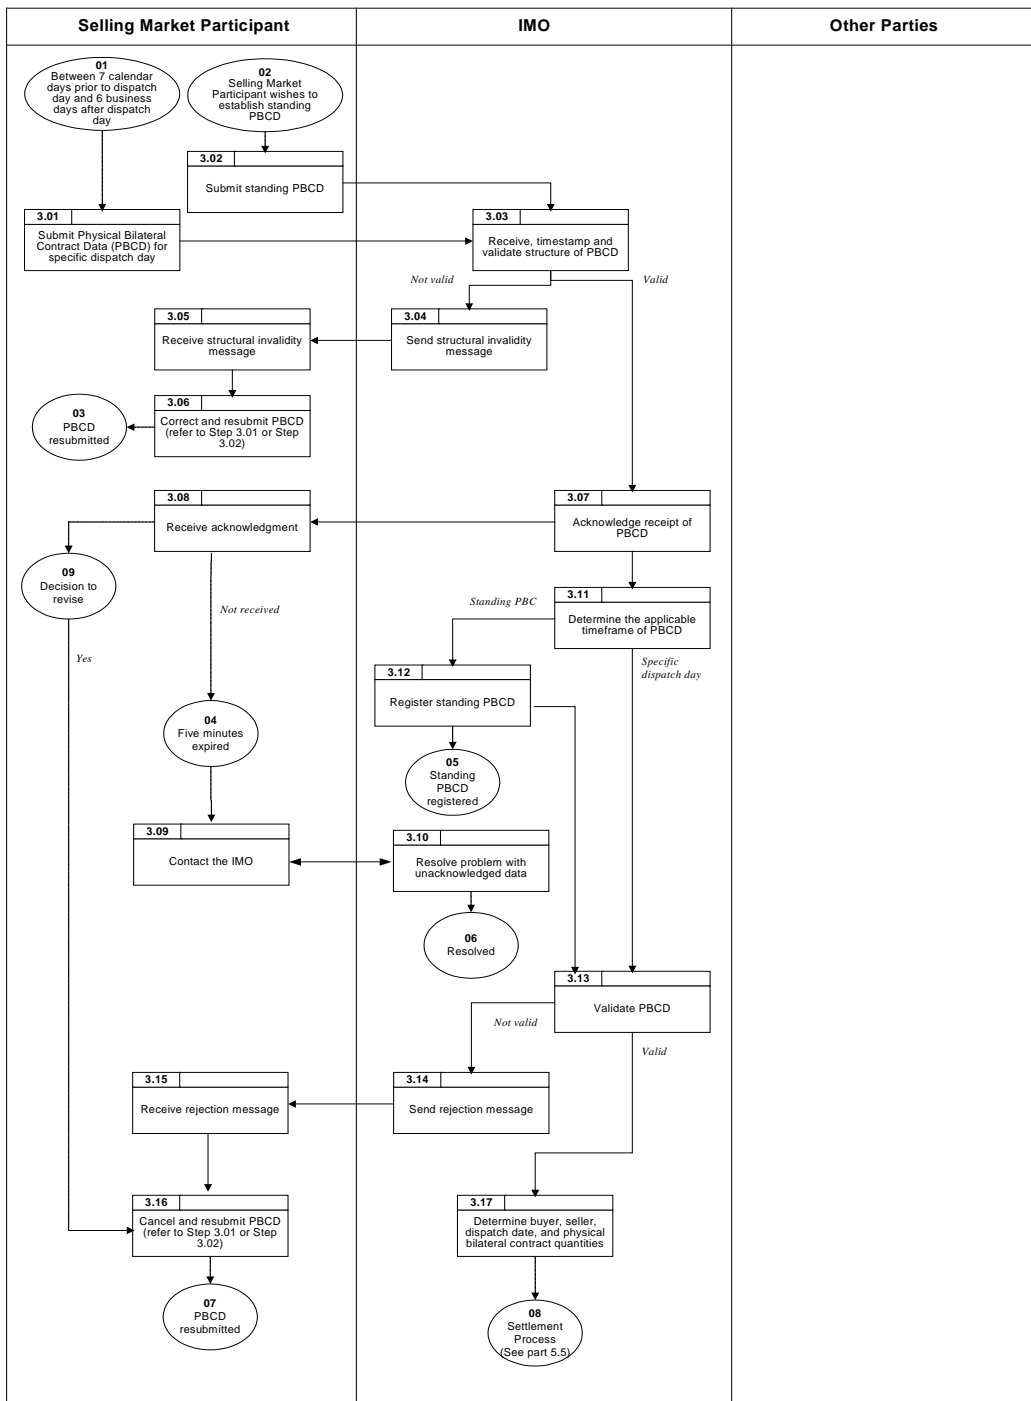 Selling Market Participant
IMO
Other Parties
01
Between 7 calendar
days prior to dispatch
day and 6 business
days after dispatch
day
02
Selling Market
Participant wishes to
establish standing
PBCD
3.02
Submit standing PBCD
3.01
Submit Physical Bilateral
Contract Data (PBCD) for
specific dispatch day
3.03
Receive, timestamp and
validate structure of PBCD
Not valid
Valid
3.05
Receive structural invalidity
message
3.04
Send structural invalidity
message
03
PBCD
resubmitted
3.06
Correct and resubmit PBCD
(refer to Step 3.01 or Step
3.02)
3.08
Receive acknowledgment
3.07
Acknowledge receipt of
PBCD
09
Decision to
revise
Not received
Standing PBC
3.11
Determine the applicable
timeframe of PBCD
Yes
Specific
dispatch day
3.12
Register standing PBCD
04
Five minutes
expired
05
Standing
PBCD
registered
3.09
Contact the IMO
3.10
Resolve problem with
unacknowledged data
06
Resolved
3.13
Validate PBCD
Not valid
Valid
3.15
Receive rejection message
3.14
Send rejection message
3.16
Cancel and resubmit PBCD
(refer to Step 3.01 or Step
3.02)
3.17
Determine buyer, seller,
dispatch date, and physical
bilateral contract quantities
07
PBCD
resubmitted
08
Settlement
Process
(See part 5.5)